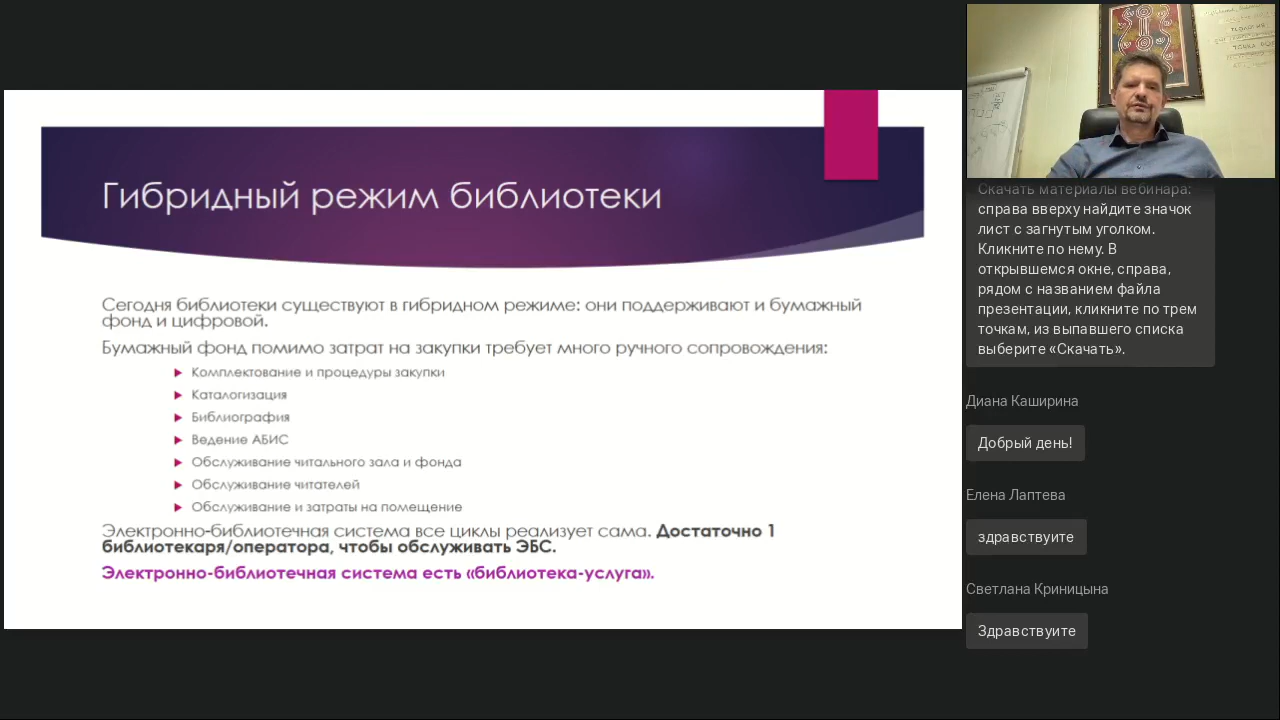 Гибридный режим библиотеки
Сегодня библиотеки существуют в гибридном режиме: они поддерживают и бумажный
фонд и цифровой.
Бумажный фонд помимо затрат на закупки требует много ручного сопровождения:
Комплектование и процедуры закупки
Каталогизация
Библиография
Ведение АБИС
Обслуживание читального зала и фонда
Обслуживание читателей
Обслуживание и затраты на помещение
Электронно-библиотечная система все циклы реализует сама. Достаточно 1
библиотекаря/оператора, чтобы обслуживать ЭБС.
Электронно-библиотечная система есть «библиотека-услуга».
Скачать материалы вебинара:
справа вверху найдите значок
лист с загнутым уголком.
Кликните по нему. В
открывшемся окне, справа,
рядом с названием файла
презентации, кликните по трем
точкам, из выпавшего списка
выберите «Скачать».
Диана Каширина
Добрый день!
Елена Лаптева
здравствуите
Светлана Криницына
Здравствуите